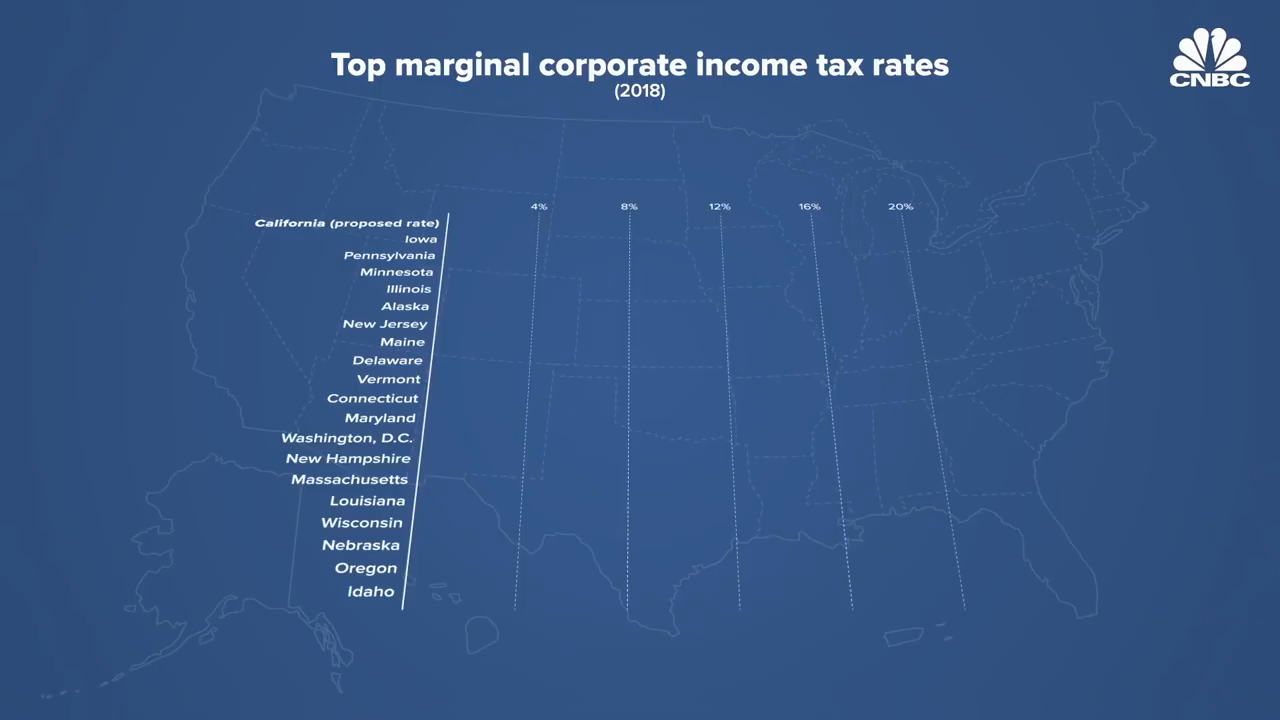 Top marginal corporate income tax rates
(2018)
CNBC
4% 8% 12% 16% 20%
California (proposed rate)
Iowa
Pennsylvania
Minnesota
Illinois
Alaska
New Jersey
Maine
Delaware
Vermont
Connecticut
Maryland
Washington, D.C.
New Hampshire
Massachusetts
Louisiana
Wisconsin
Nebraska
Oregon
Idaho